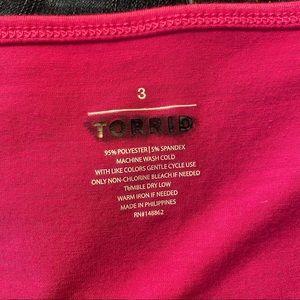 3
TORRID
95% POLYESTER | 5% SPANDEX
MACHINE WASH COLD
WITH LIKE COLORS GENTLE CYCLE USE
ONLY NON-CHLORINE BLEACH IF NEEDED
TUMBLE DRY LOW
WARM IRON IF NEEDED
MADE IN PHILIPPINES
RN#148862